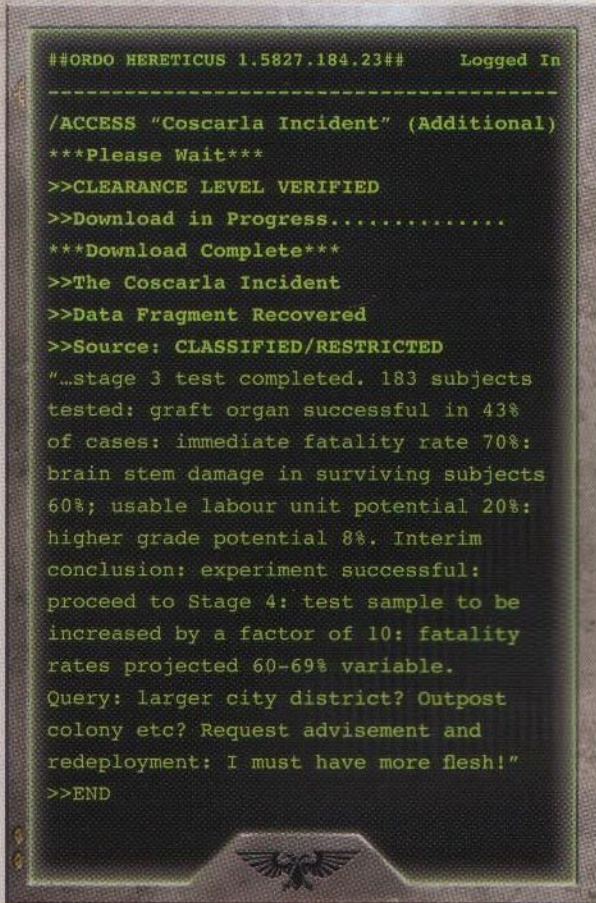 ##ORDO HERETICUS 1.5827.184.23## Logged In
------------------------------------------
/ACCESS “Coscarla Incident” (Additional)
***Please Wait***
>>CLEARANCE LEVEL VERIFIED
>>Download in Progress..............
***Download Complete***
>>The Coscarla Incident
>>Data Fragment Recovered
>>Source: CLASSIFIED/RESTRICTED
“…stage 3 test completed. 183 subjects
tested: graft organ successful in 43%
of cases: immediate fatality rate 70%:
brain stem damage in surviving subjects
60%; usable labour unit potential 20%:
higher grade potential 8%. Interim
conclusion: experiment successful:
proceed to Stage 4: test sample to be
increased by a factor of 10: fatality
rates projected 60-69% variable.
Query: larger city district? Outpost
colony etc? Request advisement and
redeployment: I must have more flesh!”
>>END